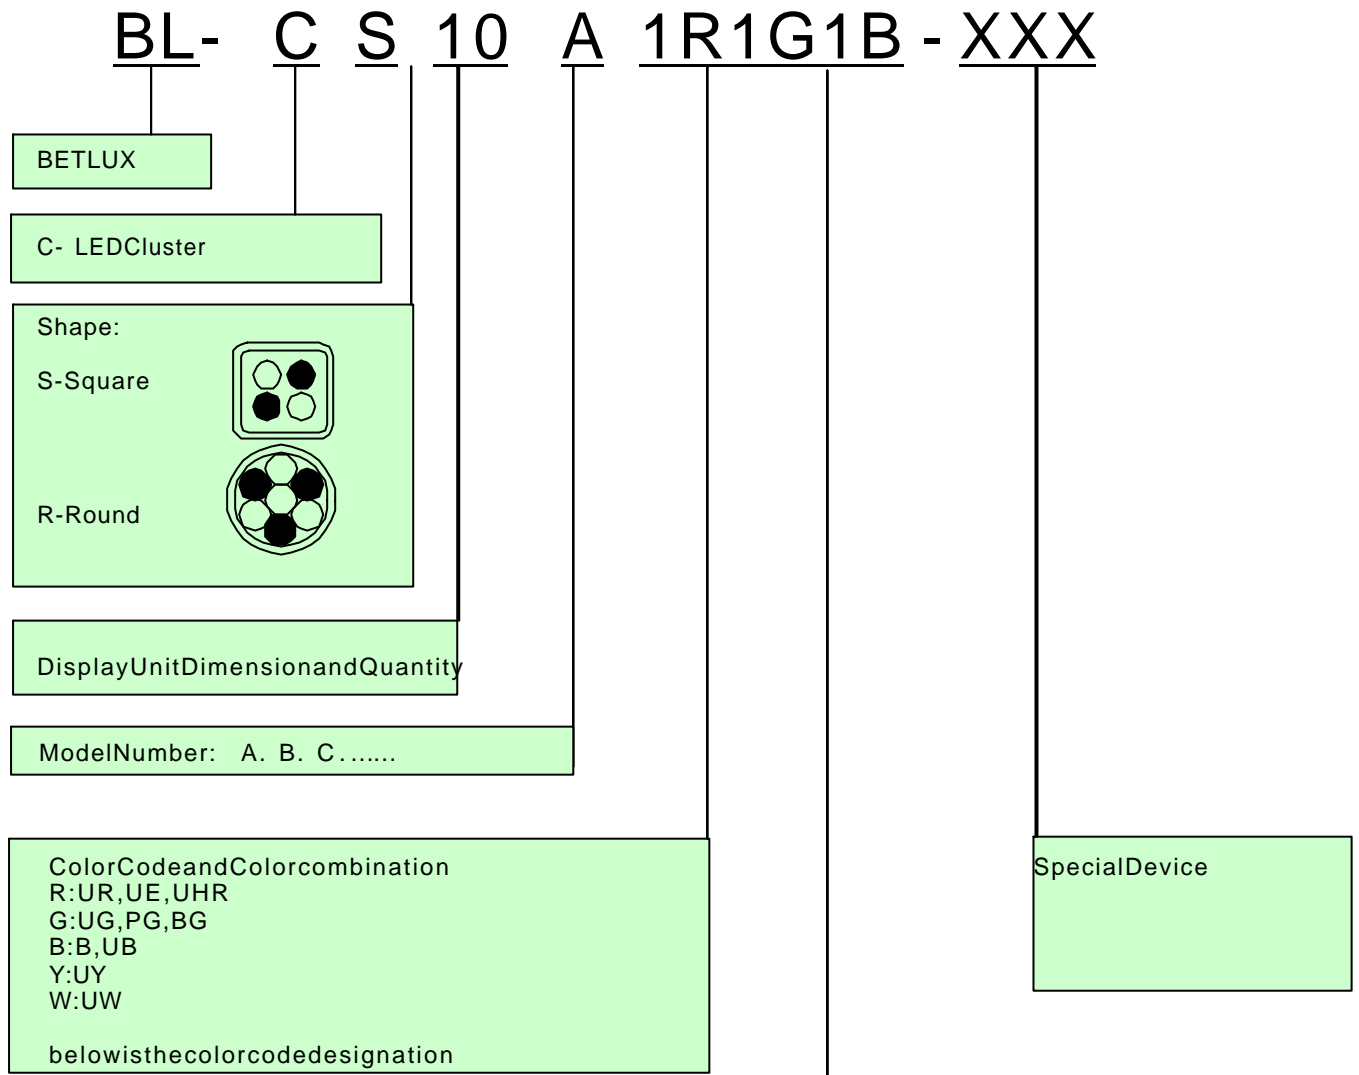 BL- C S 10 A 1R1G1B - XXX
BETLUX
C- LEDCluster
Shape:
S-Square
R-Round
DisplayUnitDimensionandQuantity
ModelNumber: A. B. C. ......
ColorCodeandColorcombination
R:UR,UE,UHR
G:UG,PG,BG
B:B,UB
Y:UY
W:UW
belowisthecolorcodedesignation
SpecialDevice